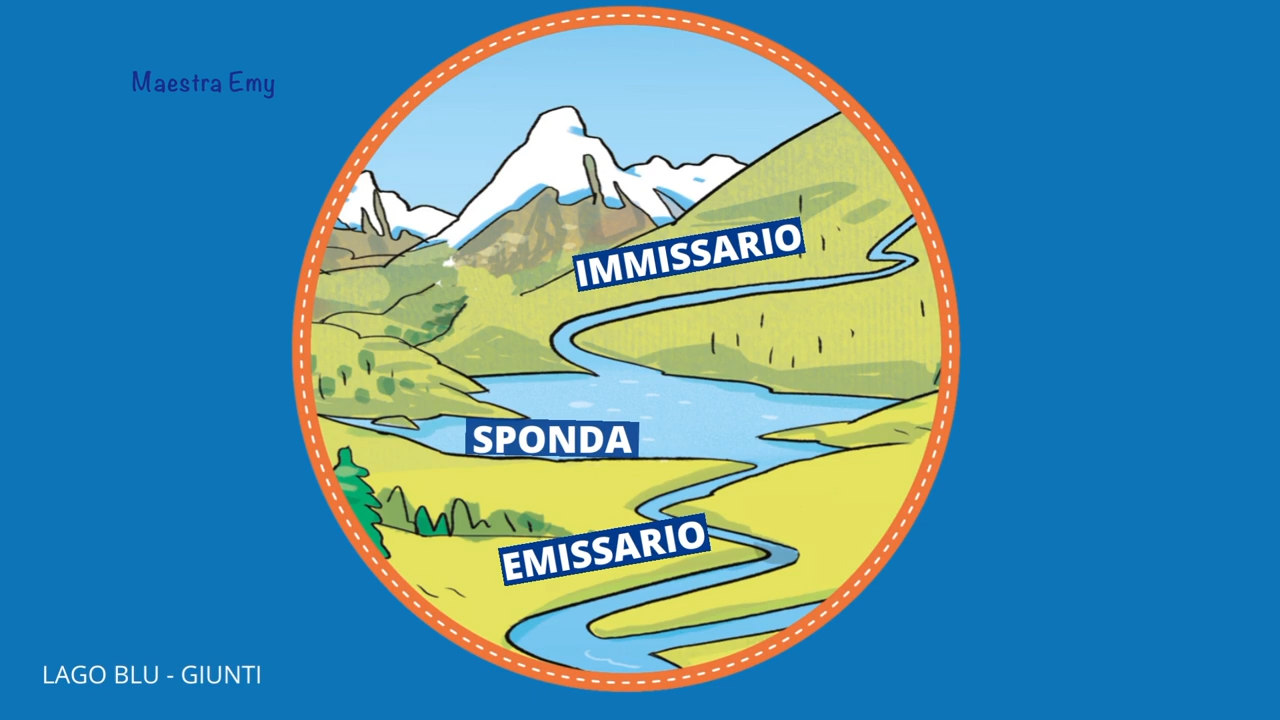 Maestra Emy
IMMISSARIO
SPONDA
EMISSARIO
LAGO BLU - GIUNTI